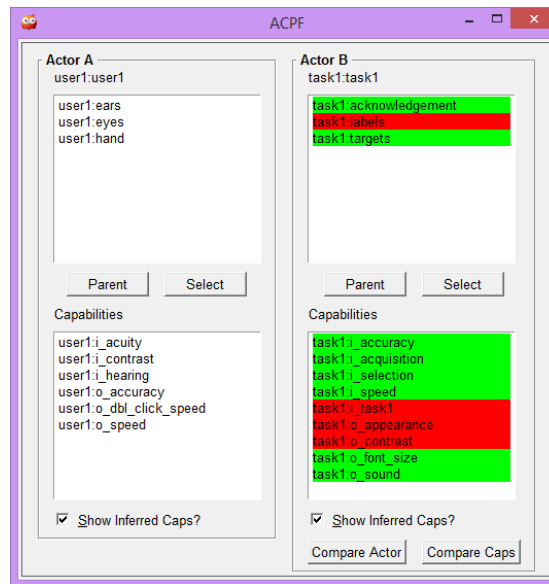 ACPF
Actor A
user1:user1
user1:ears
user1:eyes
user1:hand
Parent
Select
Capabilities
user1:i_acuity
user1:i_contrast
user1:i_hearing
user1:o_accuracy
user1:o_dbl_click_speed
user1:o_speed
Show Inferred Caps?
Actor B
task1:task1
task1:acknowledgement
task1:labels
task1:targets
Parent
Select
Capabilities
task1:i_accuracy
task1:i_acquisition
task1:i_selection
task1:i_speed
task1:i_task1
task1:o_appearance
task1:o_contrast
task1:o_font_size
task1:o_sound
Show Inferred Caps?
Compare Actor
Compare Caps